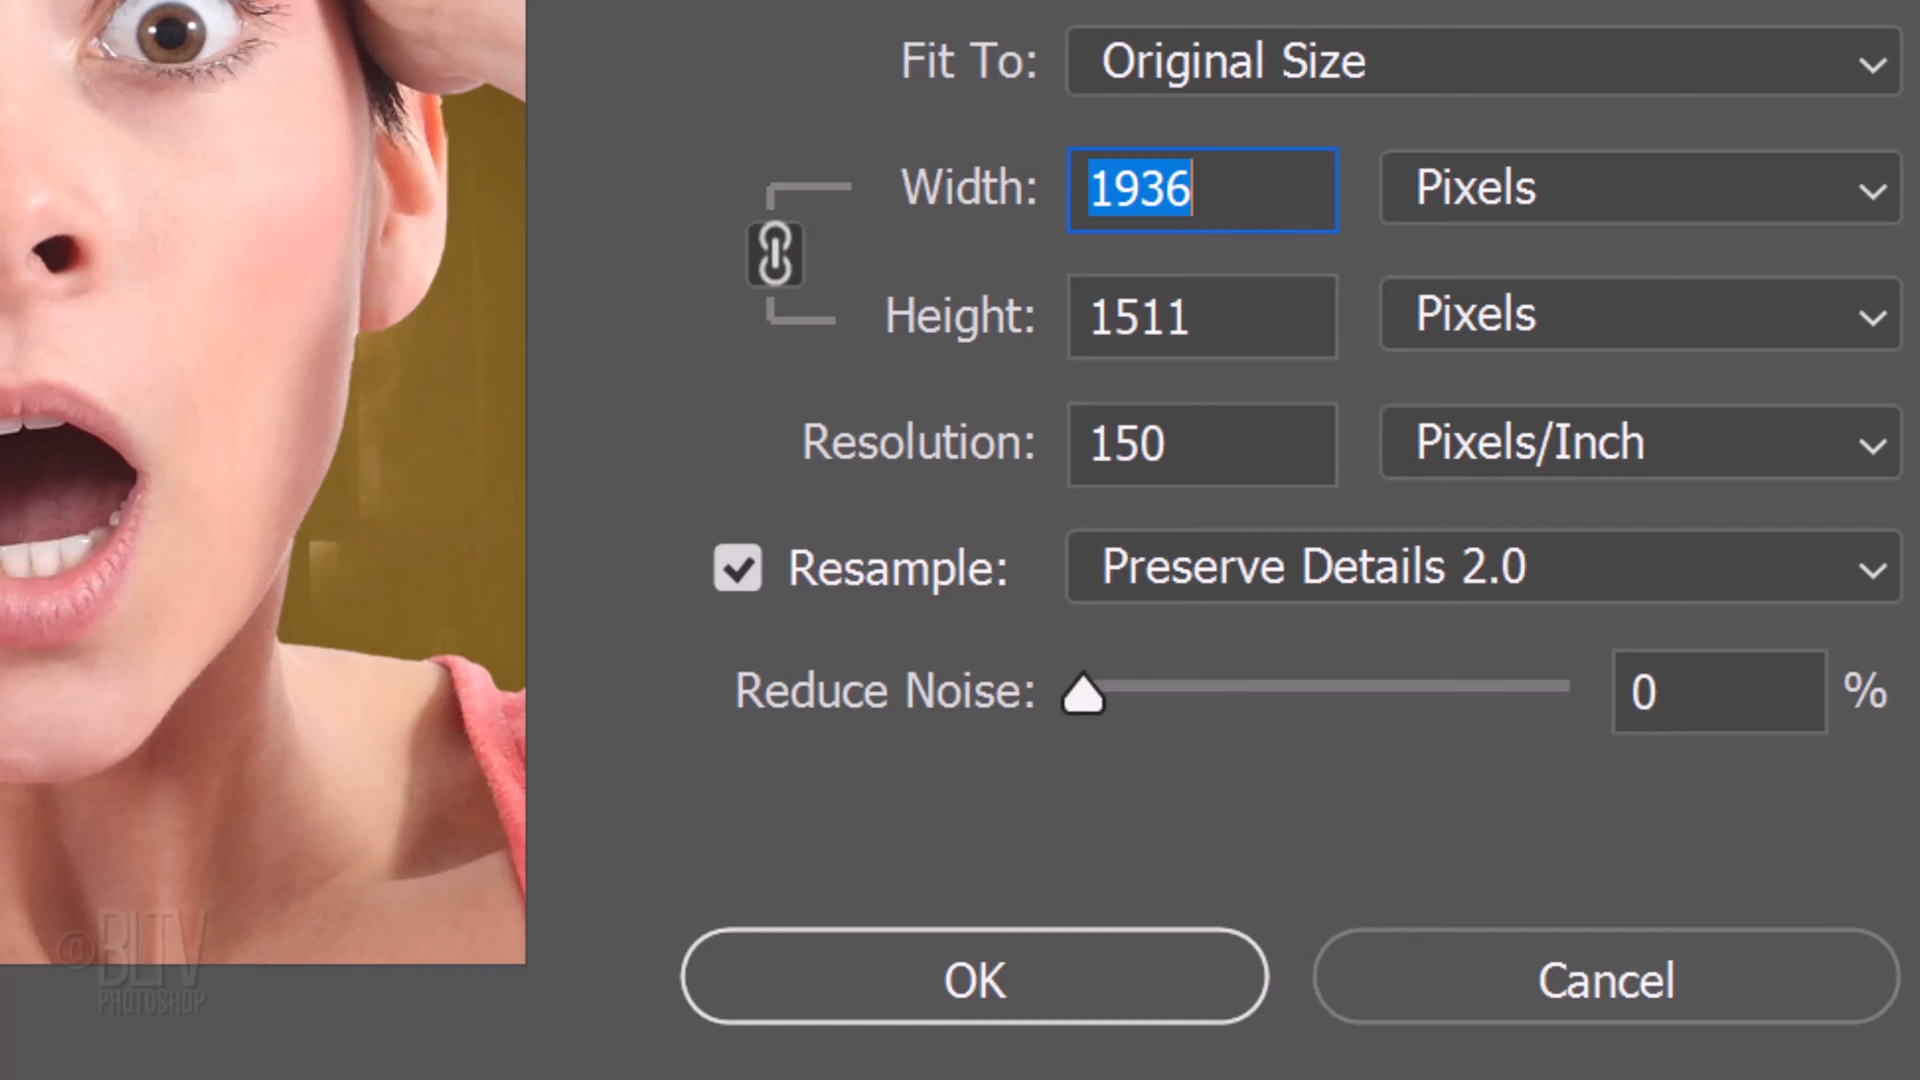 Fit To: Original Size
Width: 1936 Pixels
Height: 1511 Pixels
Resolution: 150 Pixels/Inch
Resample: Preserve Details 2.0
Reduce Noise: 0 %
OK Cancel
© BLTV
PHOTOSHOP